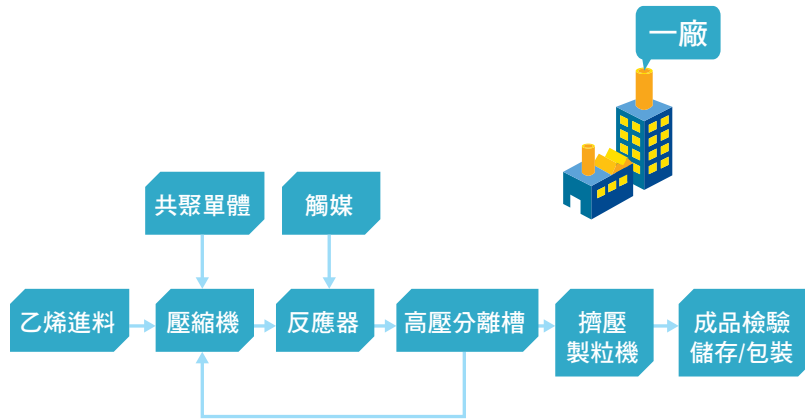 一廠
共聚單體
觸媒
乙烯進料
壓縮機
反應器
高壓分離槽
擠壓
製粒機
成品檢驗
儲存/包裝